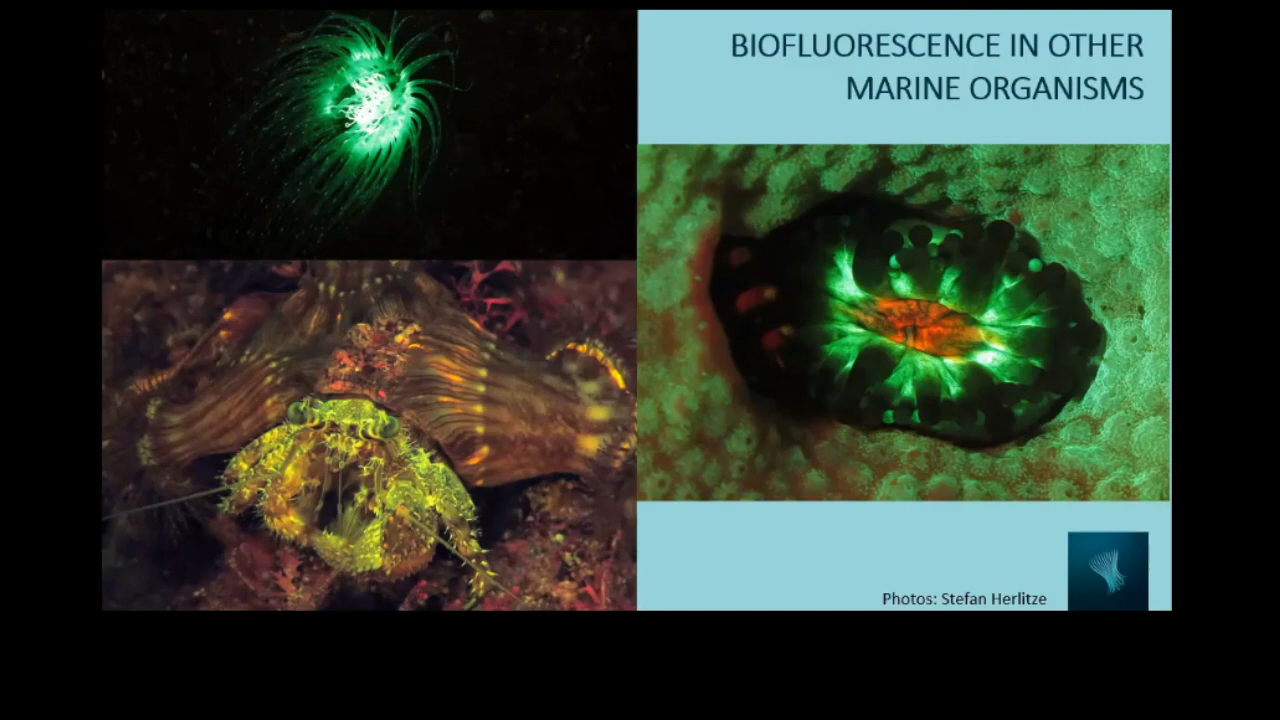 BIOFLUORESCENCE IN OTHER
MARINE ORGANISMS
Photos: Stefan Herlitze